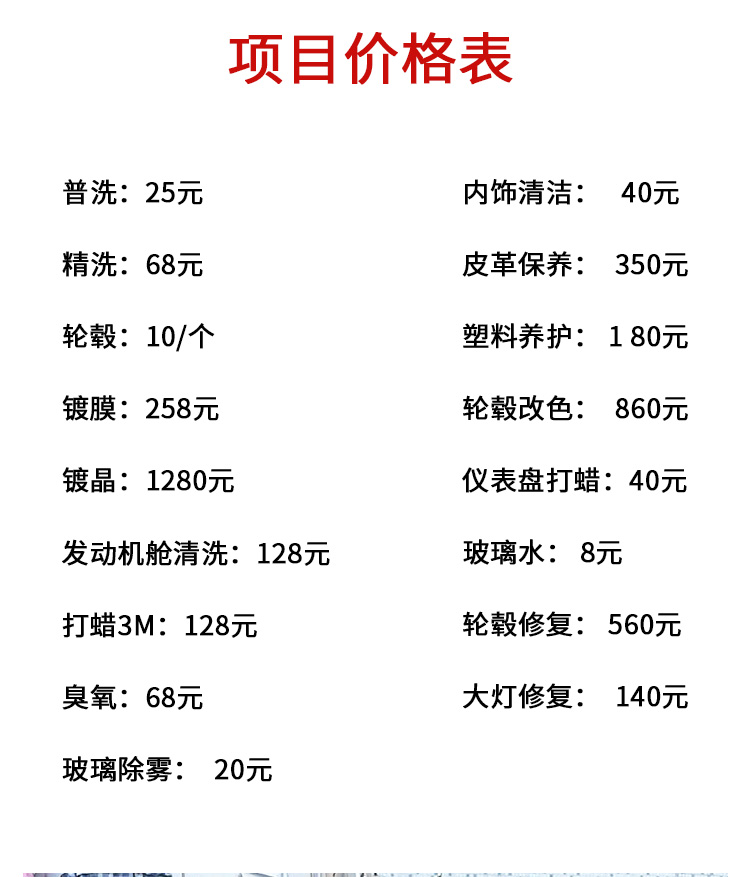 项目价格表
普洗：25元
精洗：68元
轮毂：10/个
镀膜：258元
镀晶：1280元
发动机舱清洗：128元
打蜡3M：128元
臭氧：68元
玻璃除雾： 20元
内饰清洁： 40元
皮革保养： 350元
塑料养护： 1 80元
轮毂改色： 860元
仪表盘打蜡：40元
玻璃水： 8元
轮毂修复： 560元
大灯修复： 140元